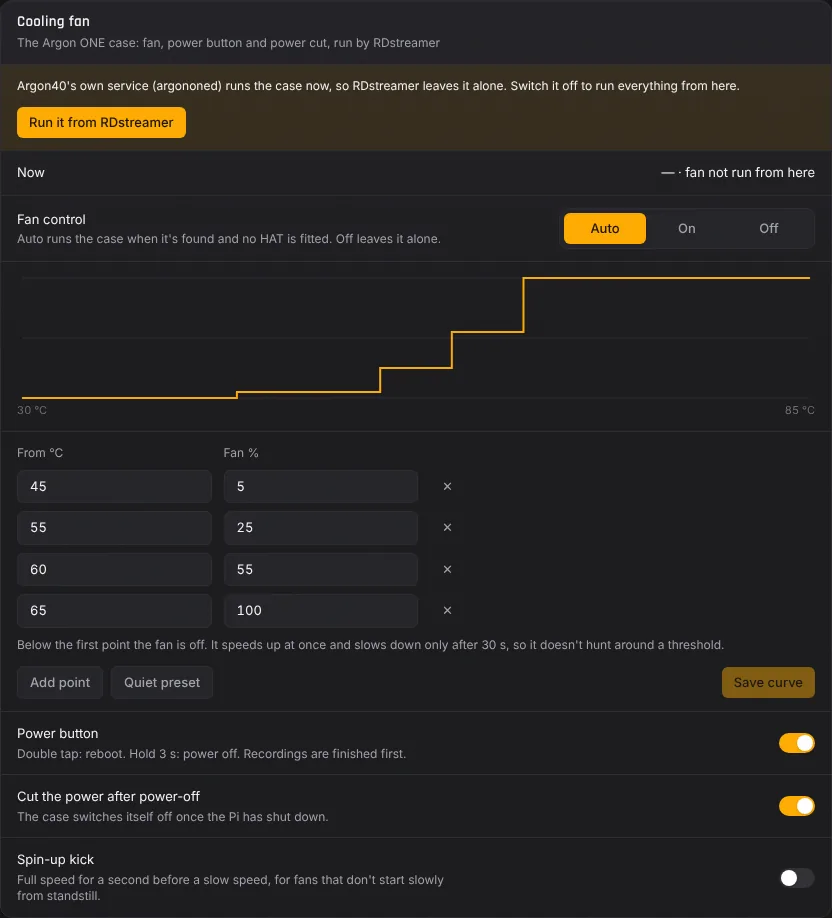 Cooling fan
The Argon ONE case: fan, power button and power cut, run by RDstreamer
Argon40's own service (argononed) runs the case now, so RDstreamer leaves it alone. Switch it off to run everything from here.
Run it from RDstreamer
Now
— · fan not run from here
Fan control
Auto runs the case when it's found and no HAT is fitted. Off leaves it alone.
Auto On Off
30 °C 85 °C
From °C Fan %
45 5 ×
55 25 ×
60 55 ×
65 100 ×
Below the first point the fan is off. It speeds up at once and slows down only after 30 s, so it doesn't hunt around a threshold.
Add point Quiet preset Save curve
Power button
Double tap: reboot. Hold 3 s: power off. Recordings are finished first.
Cut the power after power-off
The case switches itself off once the Pi has shut down.
Spin-up kick
Full speed for a second before a slow speed, for fans that don't start slowly
from standstill.